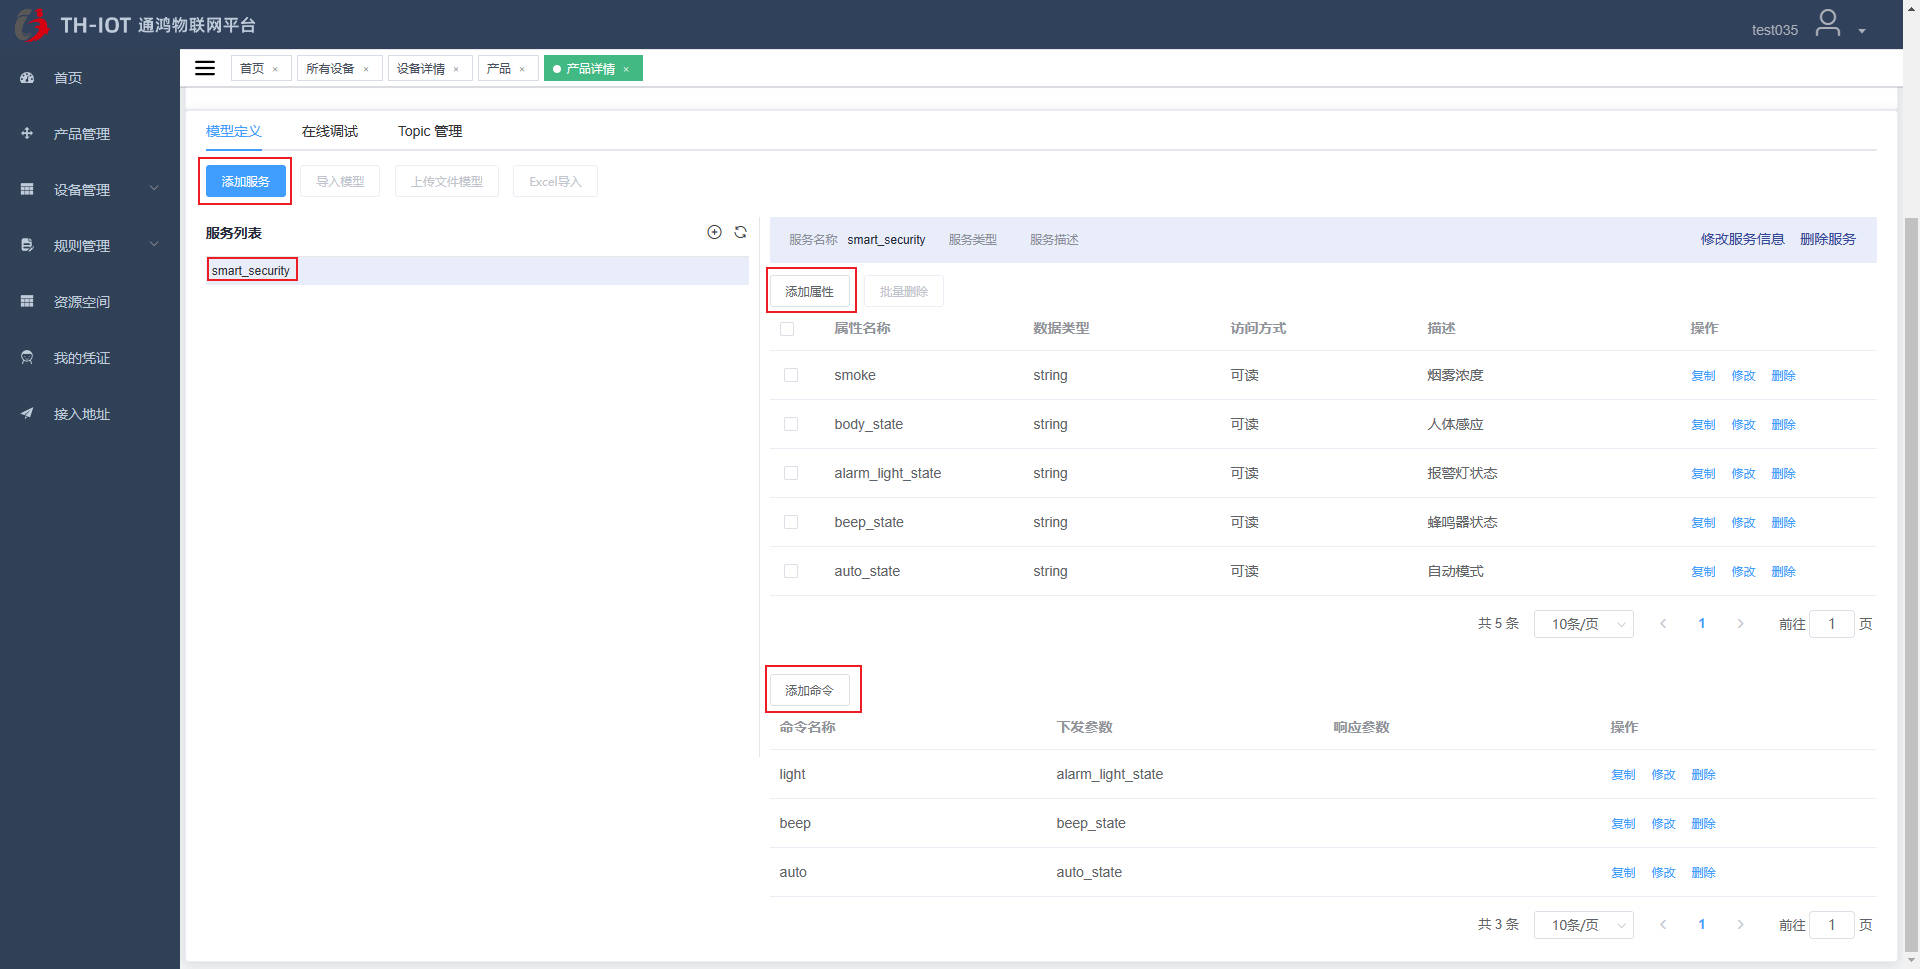 TH-IOT 通鸿物联网平台
test035
首页
产品管理
设备管理
规则管理
资源空间
我的凭证
接入地址
首页 × 所有设备 × 设备详情 × 产品 × 产品详情 ×
模型定义 在线调试 Topic 管理
添加服务 导入模型 上传文件模型 Excel导入
服务列表
smart_security
服务名称 smart_security 服务类型 服务描述 修改服务信息 删除服务
添加属性 批量删除
属性名称 数据类型 访问方式 描述 操作
smoke string 可读 烟雾浓度 复制 修改 删除
body_state string 可读 人体感应 复制 修改 删除
alarm_light_state string 可读 报警灯状态 复制 修改 删除
beep_state string 可读 蜂鸣器状态 复制 修改 删除
auto_state string 可读 自动模式 复制 修改 删除
共 5 条 10条/页 1 前往 1 页
添加命令
命令名称 下发参数 响应参数 操作
light alarm_light_state 复制 修改 删除
beep beep_state 复制 修改 删除
auto auto_state 复制 修改 删除
共 3 条 10条/页 1 前往 1 页